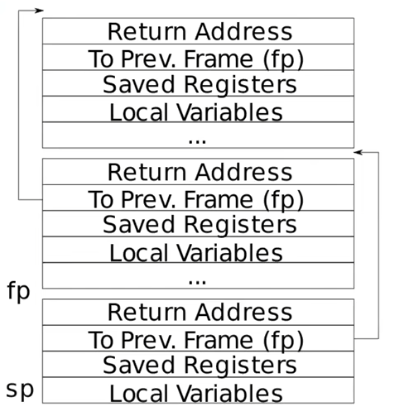 Return Address
To Prev. Frame (fp)
Saved Registers
Local Variables
...
Return Address
To Prev. Frame (fp)
Saved Registers
Local Variables
...
fp
Return Address
To Prev. Frame (fp)
Saved Registers
sp
Local Variables